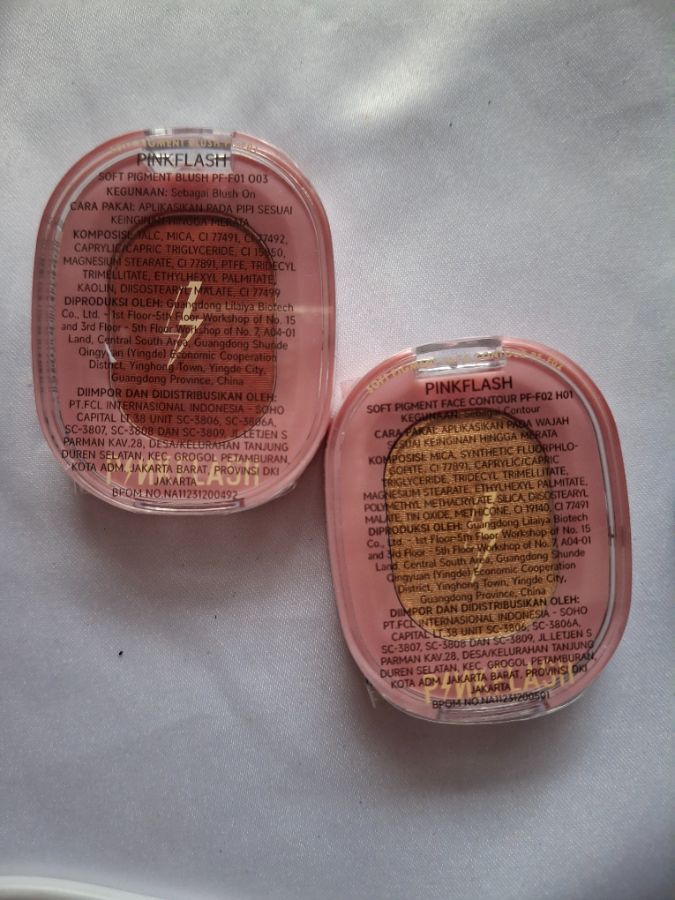 PINKFLASH
SOFT PIGMENT BLUSH PF-F01 O03
KEGUNAAN: Sebagai Blush On
CARA PAKAI: APLIKASIKAN PADA PIPI SESUAI
KEINGINAN HINGGA MERATA
KOMPOSISI: TALC, MICA, CI 77491, CI 77492,
CAPRYLIC/CAPRIC TRIGLYCERIDE, CI 15850,
MAGNESIUM STEARATE, CI 77891, PTFE, TRIDECYL
TRIMELLITATE, ETHYLHEXYL PALMITATE,
KAOLIN, DIISOSTEARYL MALATE, CI 77499
DIPRODUKSI OLEH: Guangdong Lilaiya Biotech
Co., Ltd. - 1st Floor-5th Floor Workshop of No. 15
and 3rd Floor - 5th Floor Workshop of No. 7, A04-01
Land, Central South Area, Guangdong Shunde
Qingyuan (Yingde) Economic Cooperation
District, Yinghong Town, Yingde City,
Guangdong Province, China
DIIMPOR DAN DIDISTRIBUSIKAN OLEH:
PT.FCL INTERNASIONAL INDONESIA - SOHO
CAPITAL LT.38 UNIT SC-3806, SC-3806A,
SC-3807, SC-3808 DAN SC-3809, JL.LETJEN S
PARMAN KAV.28, DESA/KELURAHAN TANJUNG
DUREN SELATAN, KEC. GROGOL PETAMBURAN,
KOTA ADM. JAKARTA BARAT, PROVINSI DKI
JAKARTA
BPOM NO.NA11231200492
PINKFLASH
PINKFLASH
SOFT PIGMENT FACE CONTOUR PF-F02 H01
KEGUNAAN: Sebagai Contour
CARA PAKAI: APLIKASIKAN PADA WAJAH
SESUAI KEINGINAN HINGGA MERATA
KOMPOSISI: MICA, SYNTHETIC FLUORPHLO-
GOPITE, CI 77891, CAPRYLIC/CAPRIC
TRIGLYCERIDE, TRIDECYL TRIMELLITATE,
MAGNESIUM STEARATE, ETHYLHEXYL PALMITATE,
POLYMETHYL METHACRYLATE, SILICA, DIISOSTEARYL
MALATE, TIN OXIDE, METHICONE, CI 19140, CI 77491
DIPRODUKSI OLEH: Guangdong Lilaiya Biotech
Co., Ltd. - 1st Floor-5th Floor Workshop of No. 15
and 3rd Floor - 5th Floor Workshop of No. 7, A04-01
Land, Central South Area, Guangdong Shunde
Qingyuan (Yingde) Economic Cooperation
District, Yinghong Town, Yingde City,
Guangdong Province, China
DIIMPOR DAN DIDISTRIBUSIKAN OLEH:
PT.FCL INTERNASIONAL INDONESIA - SOHO
CAPITAL LT.38 UNIT SC-3806, SC-3806A,
SC-3807, SC-3808 DAN SC-3809, JL.LETJEN S
PARMAN KAV.28, DESA/KELURAHAN TANJUNG
DUREN SELATAN, KEC. GROGOL PETAMBURAN,
KOTA ADM. JAKARTA BARAT, PROVINSI DKI
JAKARTA
BPOM NO.NA11231200501
PINKFLASH